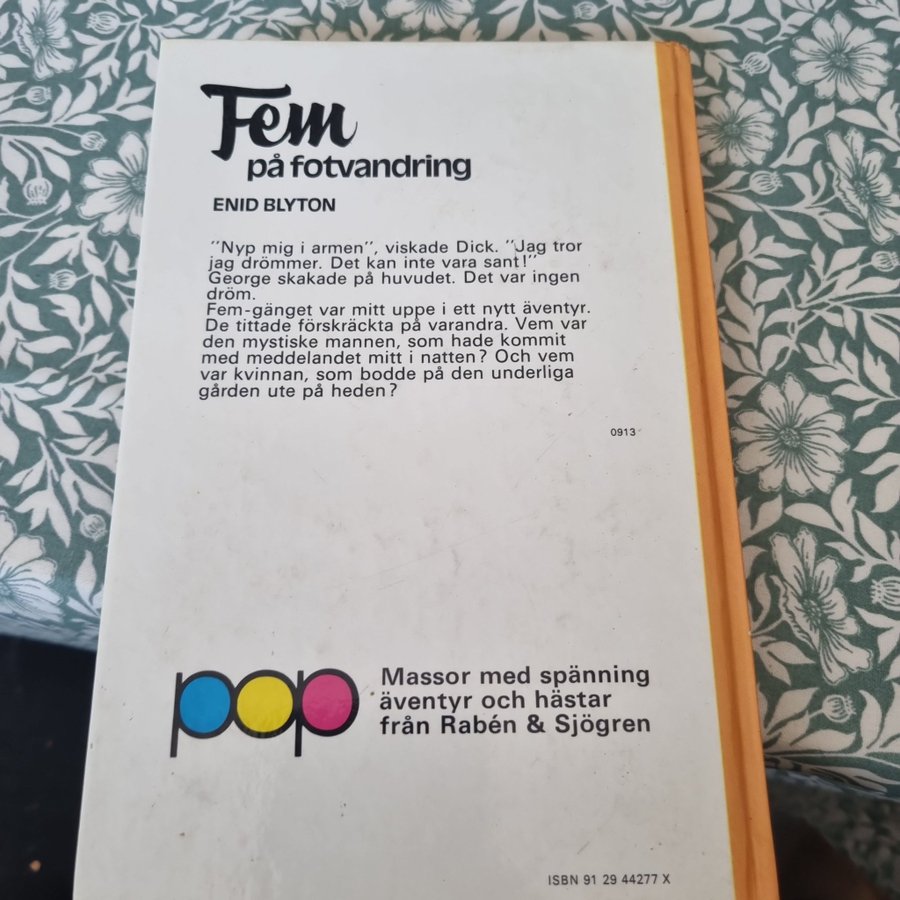 Fem
på fotvandring
ENID BLYTON
"Nyp mig i armen", viskade Dick. "Jag tror
jag drömmer. Det kan inte vara sant!"
George skakade på huvudet. Det var ingen
dröm.
Fem-gänget var mitt uppe i ett nytt äventyr.
De tittade förskräckta på varandra. Vem var
den mystiske mannen, som hade kommit
med meddelandet mitt i natten? Och vem
var kvinnan, som bodde på den underliga
gården ute på heden?
0913
pop
Massor med spänning
äventyr och hästar
från Rabén & Sjögren
ISBN 91 29 44277 X